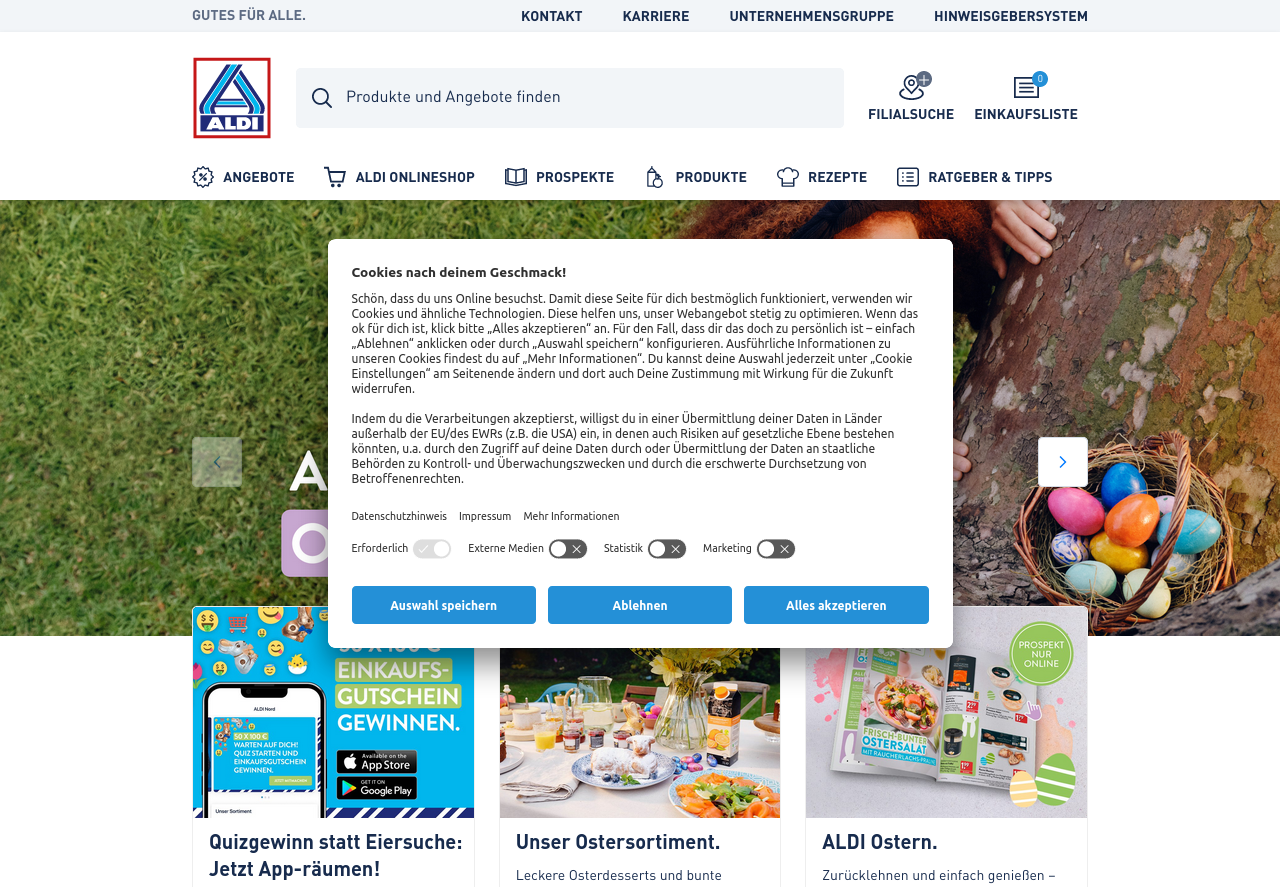 GUTES FÜR ALLE.
KONTAKT
KARRIERE
UNTERNEHMENSGRUPPE
HINWEISGEBERSYSTEM
ALDI
Produkte und Angebote finden
FILIALSUCHE
0
EINKAUFSLISTE
ANGEBOTE
ALDI ONLINESHOP
PROSPEKTE
PRODUKTE
REZEPTE
RATGEBER & TIPPS
Cookies nach deinem Geschmack!
Schön, dass du uns Online besuchst. Damit diese Seite für dich bestmöglich funktioniert, verwenden wir
Cookies und ähnliche Technologien. Diese helfen uns, unser Webangebot stetig zu optimieren. Wenn das
ok für dich ist, klick bitte „Alles akzeptieren“ an. Für den Fall, dass dir das doch zu persönlich ist – einfach
„Ablehnen“ anklicken oder durch „Auswahl speichern“ konfigurieren. Ausführliche Informationen zu
unseren Cookies findest du auf „Mehr Informationen“. Du kannst deine Auswahl jederzeit unter „Cookie
Einstellungen“ am Seitenende ändern und dort auch Deine Zustimmung mit Wirkung für die Zukunft
widerrufen.
Indem du die Verarbeitungen akzeptierst, willigst du in einer Übermittlung deiner Daten in Länder
außerhalb der EU/des EWRs (z.B. die USA) ein, in denen auch Risiken auf gesetzliche Ebene bestehen
könnten, u.a. durch den Zugriff auf deine Daten durch oder Übermittlung der Daten an staatliche
Behörden zu Kontroll- und Überwachungszwecken und durch die erschwerte Durchsetzung von
Betroffenenrechten.
Datenschutzhinweis
Impressum
Mehr Informationen
Erforderlich
Externe Medien
Statistik
Marketing
Auswahl speichern
Ablehnen
Alles akzeptieren
A
O
50 X 100 €
EINKAUFS-
GUTSCHEIN
GEWINNEN.
ALDI Nord
50 X 100 €
WARTEN AUF DICH!
QUIZ STARTEN UND
EINKAUFSGUTSCHEIN
GEWINNEN.
Unser Sortiment
Available on the
App Store
GET IT ON
Google Play
PROSPEKT
NUR
ONLINE
FRISCH-BUNTER
OSTERSALAT
Quizgewinn statt Eiersuche:
Jetzt App-räumen!
Unser Ostersortiment.
Leckere Osterdesserts und bunte
ALDI Ostern.
Zurücklehnen und einfach genießen –